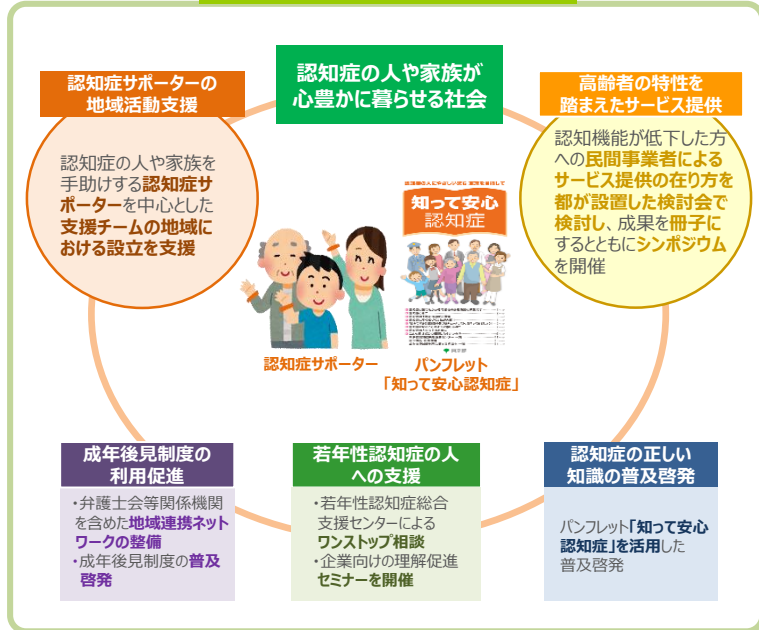 認知症の人や家族が
心豊かに暮らせる社会
認知症サポーターの
地域活動支援
認知症の人や家族を
手助けする認知症サ
ポーターを中心とした
支援チームの地域に
おける設立を支援
高齢者の特性を
踏まえたサービス提供
認知機能が低下した方
への民間事業者による
サービス提供の在り方を
都が設置した検討会で
検討し、成果を冊子に
するとともにシンポジウム
を開催
知って安心
認知症
東京都
認知症サポーター
パンフレット
「知って安心認知症」
成年後見制度の
利用促進
・弁護士会等関係機関
を含めた地域連携ネット
ワークの整備
・成年後見制度の普及
啓発
若年性認知症の人
への支援
・若年性認知症総合
支援センターによる
ワンストップ相談
・企業向けの理解促進
セミナーを開催
認知症の正しい
知識の普及啓発
パンフレット「知って安心
認知症」を活用した
普及啓発